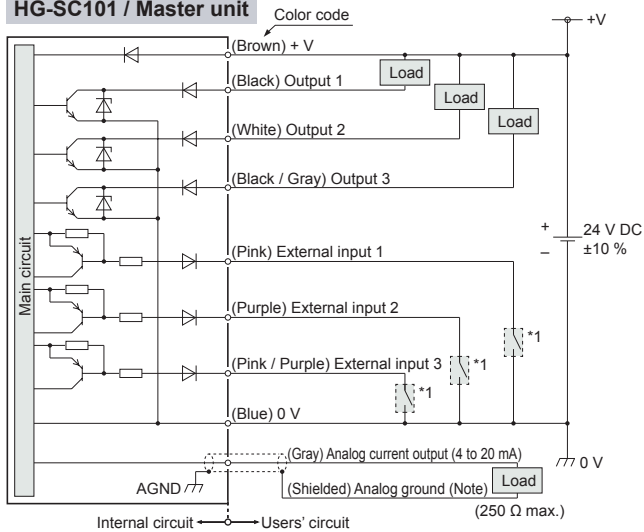 HG-SC101 / Master unit
Color code
+V
(Brown) + V
Load
(Black) Output 1
Load
(White) Output 2
Load
(Black / Gray) Output 3
Main circuit
+
–
24 V DC
±10 %
(Pink) External input 1
(Purple) External input 2
*1
(Pink / Purple) External input 3
*1
*1
(Blue) 0 V
(Gray) Analog current output (4 to 20 mA)
0 V
AGND
(Shielded) Analog ground (Note)
Load
(250 Ω max.)
Internal circuit
Users' circuit